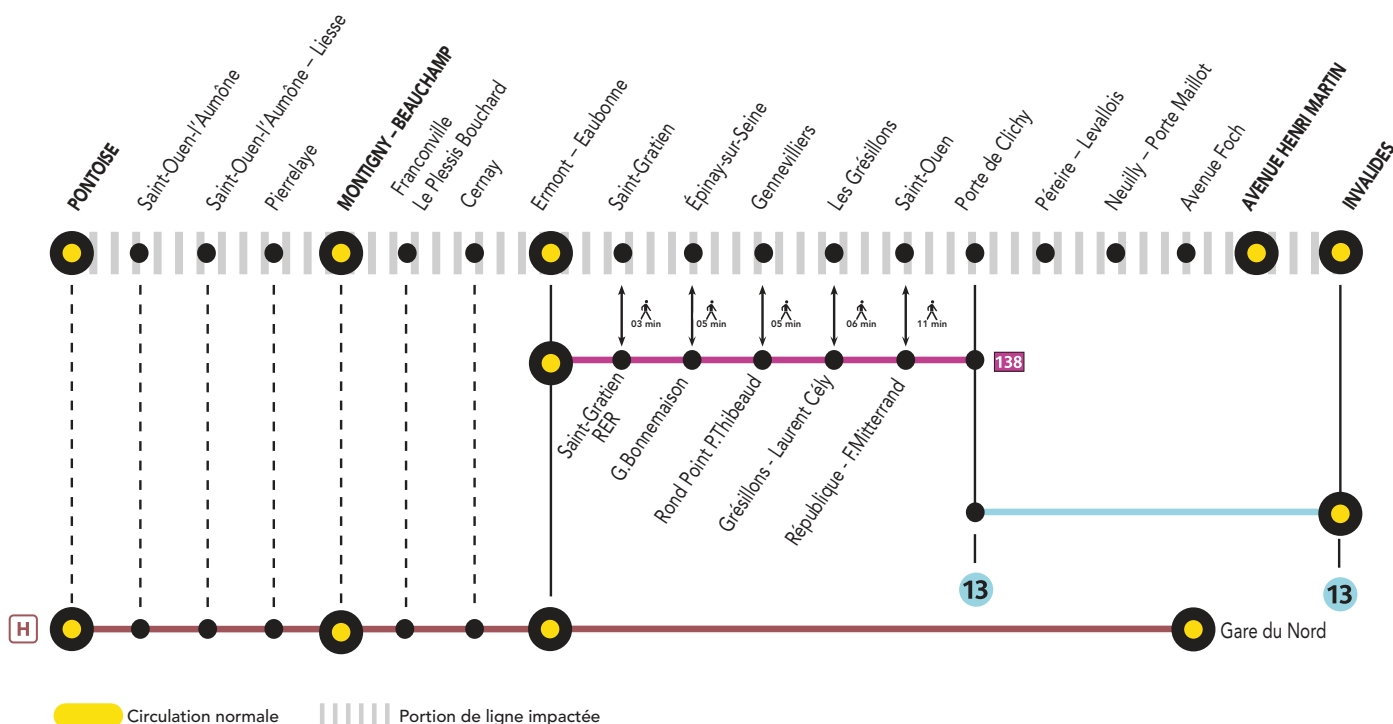 PONTOISE
Saint-Ouen-l'Aumône
Saint-Ouen-l'Aumône – Liesse
Pierrelaye
MONTIGNY – BEAUCHAMP
Franconville
Le Plessis Bouchard
Cernay
Ermont – Eaubonne
Saint-Gratien
Épinay-sur-Seine
Gennevilliers
Les Grésillons
Saint-Ouen
Porte de Clichy
Péreire – Levallois
Neuilly – Porte Maillot
Avenue Foch
AVENUE HENRI MARTIN
INVALIDES
03 min
05 min
05 min
06 min
11 min
138
Saint-Gratien
RER
G.Bonnemaison
Rond Point P.Thibeaud
Grésillons - Laurent Cély
République - F.Mitterrand
13
13
H
Gare du Nord
Circulation normale
Portion de ligne impactée